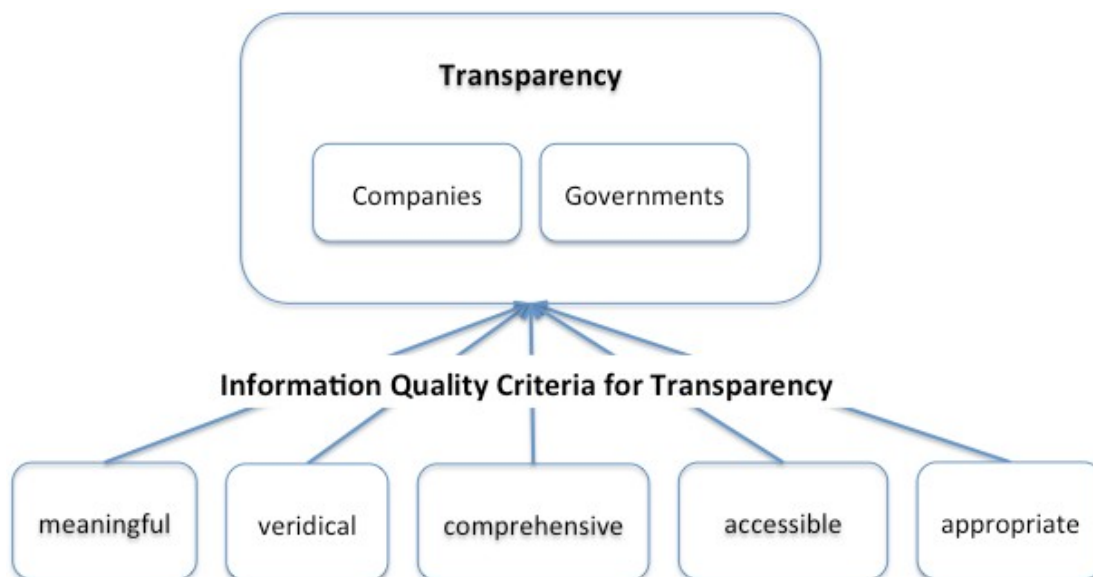 Transparency
Companies Governments
Information Quality Criteria for Transparency
meaningful veridical comprehensive accessible appropriate